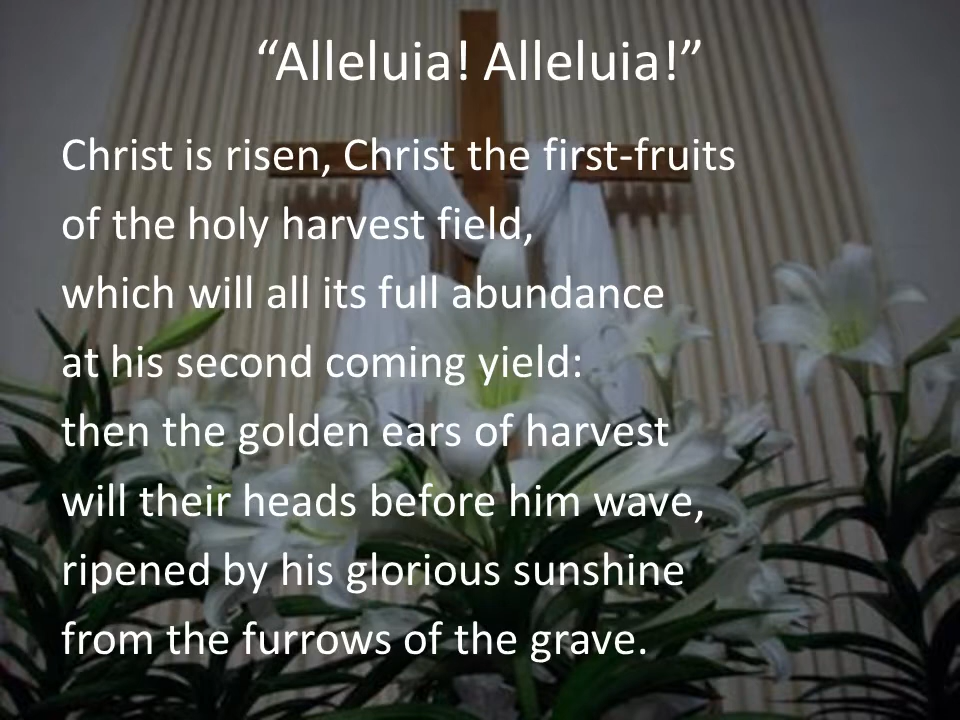 “Alleluia! Alleluia!”
Christ is risen, Christ the first-fruits
of the holy harvest field,
which will all its full abundance
at his second coming yield:
then the golden ears of harvest
will their heads before him wave,
ripened by his glorious sunshine
from the furrows of the grave.